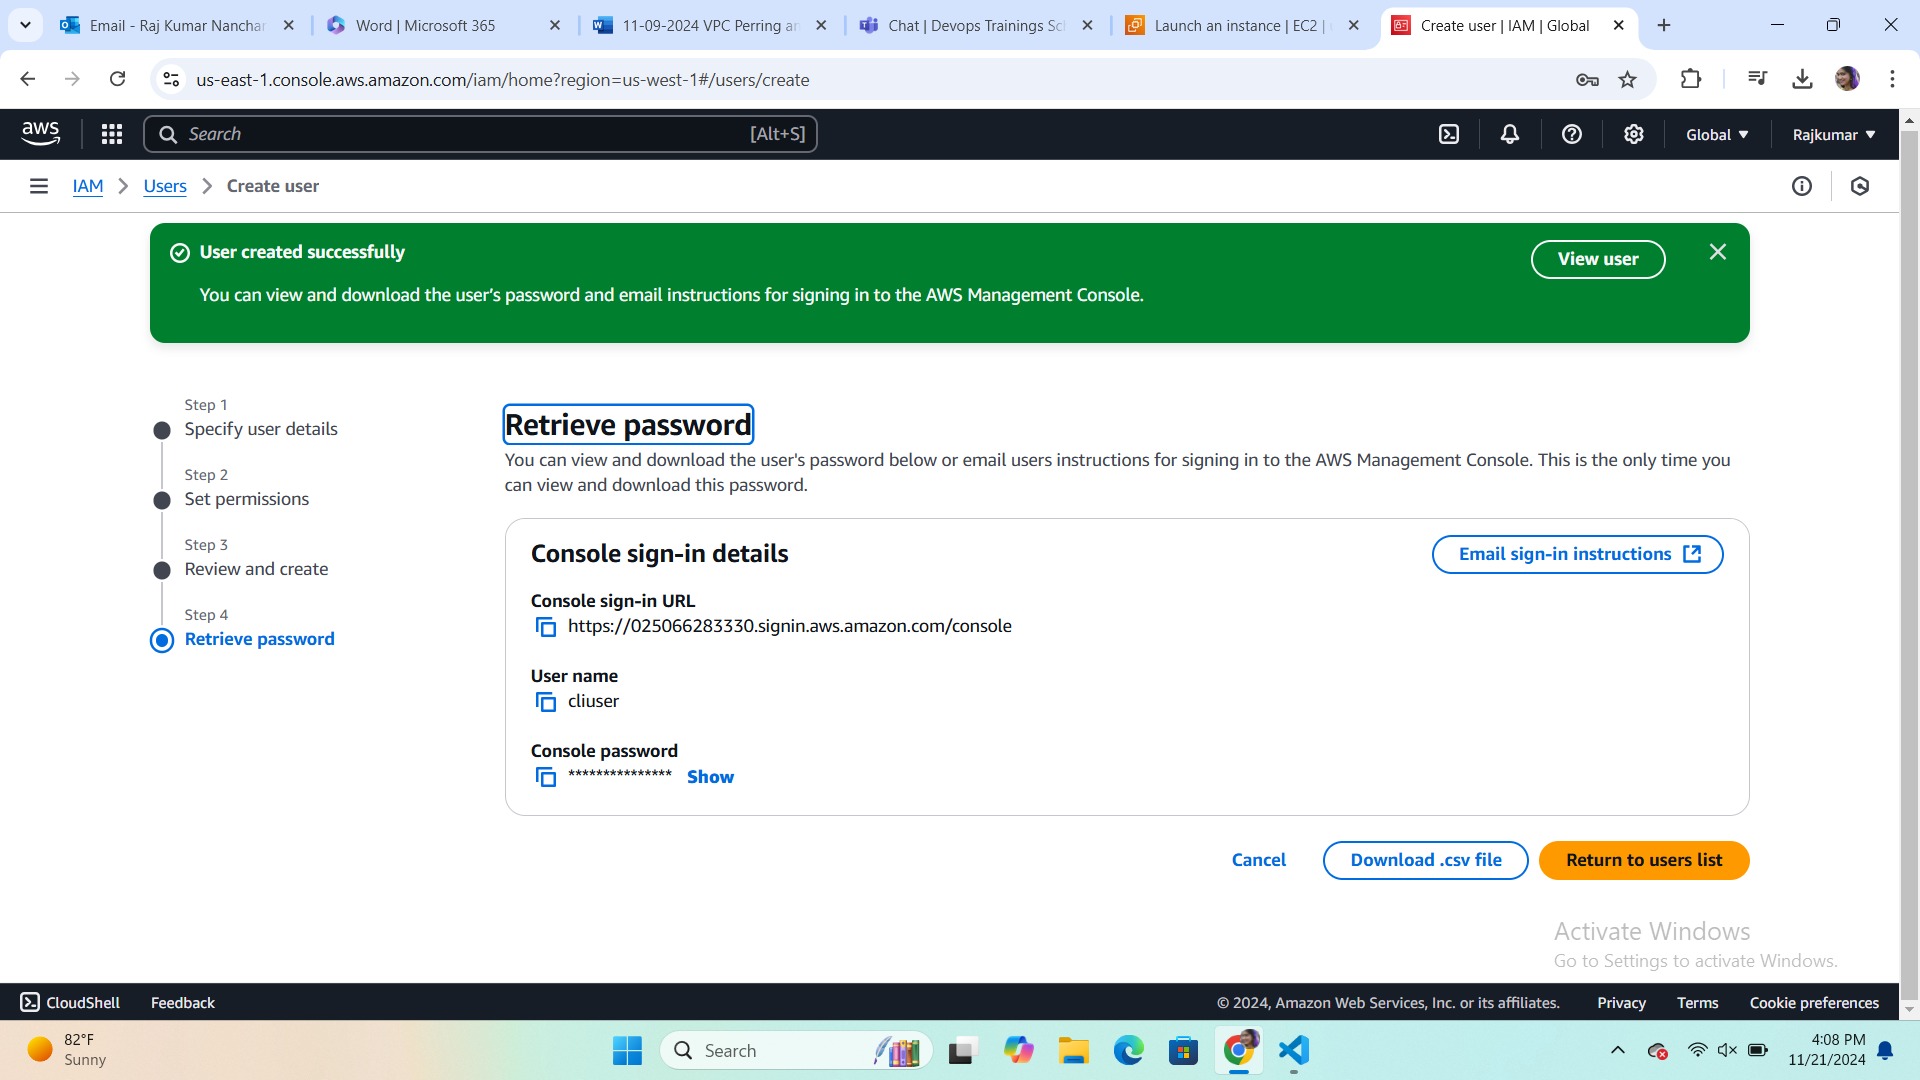 Email - Raj Kumar Nanchar
Word | Microsoft 365
11-09-2024 VPC Perring an
Chat | Devops Trainings Sch
Launch an instance | EC2 |
Create user | IAM | Global
us-east-1.console.aws.amazon.com/iam/home?region=us-west-1#/users/create
aws
Search
[Alt+S]
Global
Rajkumar
IAM
Users
Create user
User created successfully
View user
You can view and download the user's password and email instructions for signing in to the AWS Management Console.
Step 1
Specify user details
Step 2
Set permissions
Step 3
Review and create
Step 4
Retrieve password
Retrieve password
You can view and download the user's password below or email users instructions for signing in to the AWS Management Console. This is the only time you
can view and download this password.
Console sign-in details
Email sign-in instructions
Console sign-in URL
https://025066283330.signin.aws.amazon.com/console
User name
cliuser
Console password
*************** Show
Cancel
Download .csv file
Return to users list
Activate Windows
Go to Settings to activate Windows.
CloudShell
Feedback
© 2024, Amazon Web Services, Inc. or its affiliates.
Privacy
Terms
Cookie preferences
82°F
Sunny
Search
4:08 PM
11/21/2024